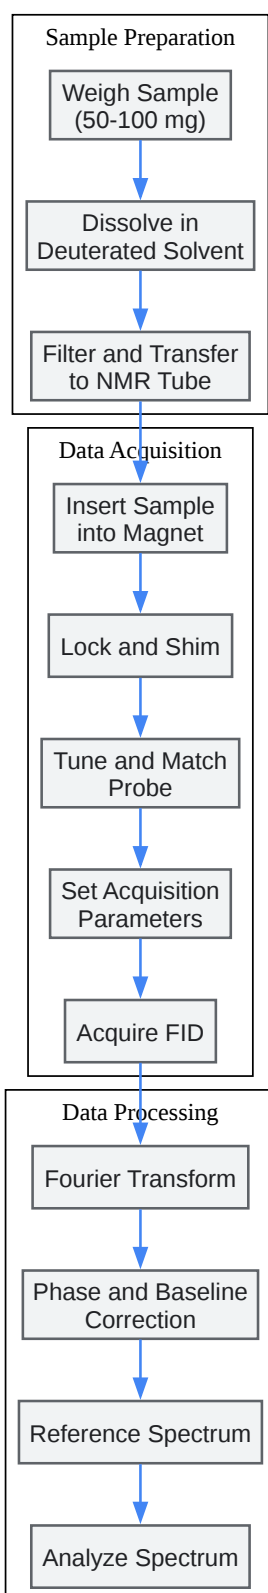 Sample Preparation
Weigh Sample
(50-100 mg)
Dissolve in
Deuterated Solvent
Filter and Transfer
to NMR Tube
Data Acquisition
Insert Sample
into Magnet
Lock and Shim
Tune and Match
Probe
Set Acquisition
Parameters
Acquire FID
Data Processing
Fourier Transform
Phase and Baseline
Correction
Reference Spectrum
Analyze Spectrum